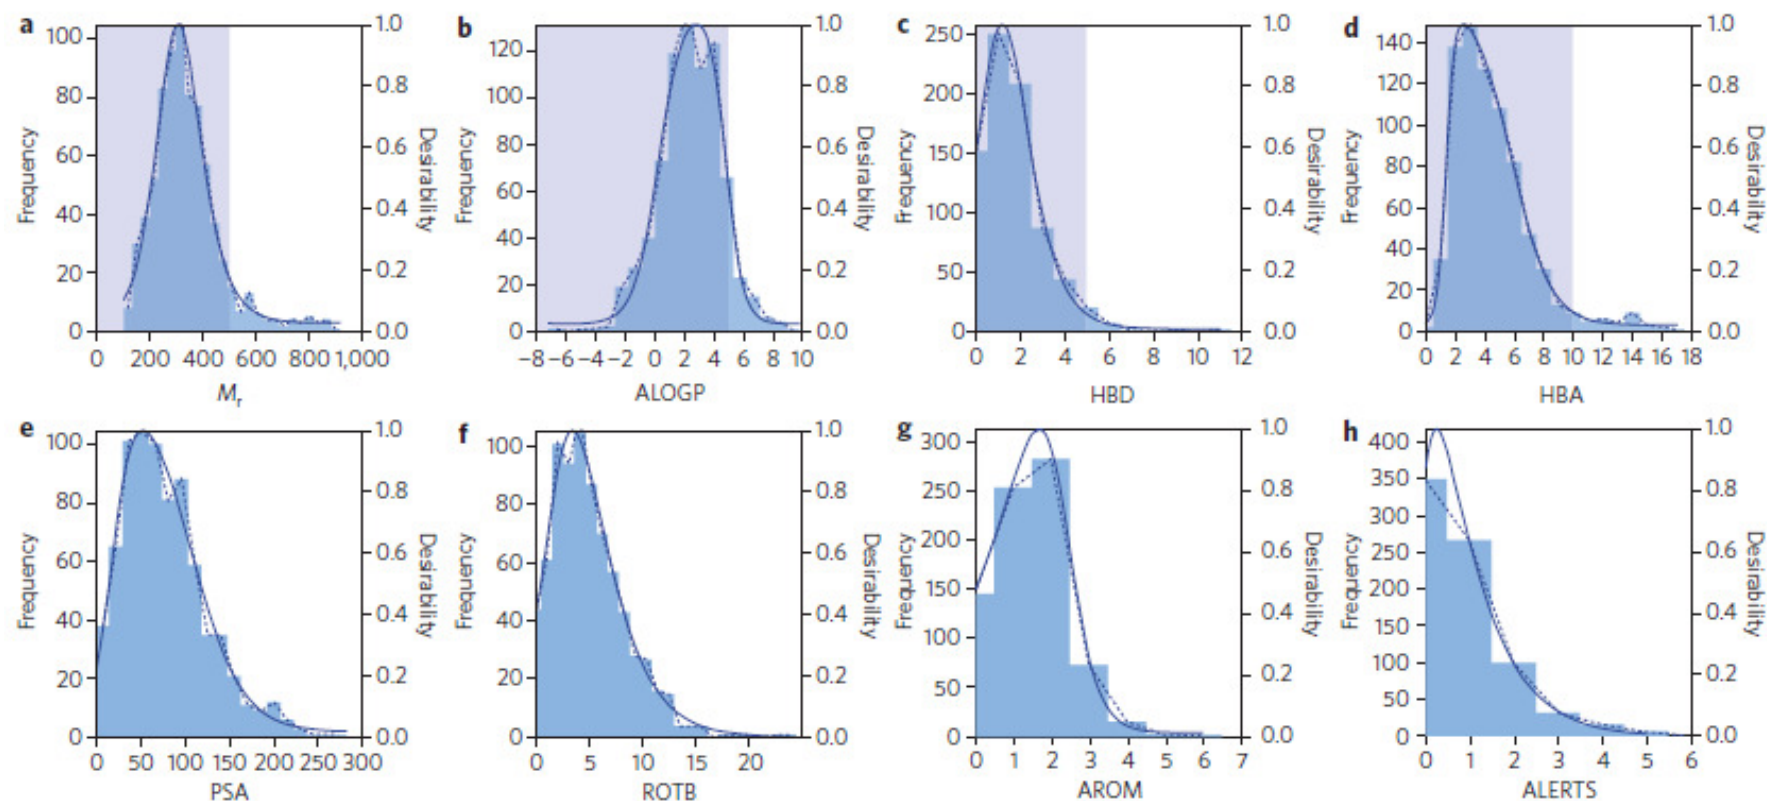 a
100
80
60
40
20
0
Frequency
1.0
0.8
0.6
0.4
0.2
0.0
Desirability
0 200 400 600 800 1,000
Mr
b
120
100
80
60
40
20
0
Frequency
1.0
0.8
0.6
0.4
0.2
0.0
Desirability
−8 −6 −4 −2 0 2 4 6 8 10
ALOGP
c
250
200
150
100
50
0
Frequency
1.0
0.8
0.6
0.4
0.2
0.0
Desirability
0 2 4 6 8 10 12
HBD
d
140
120
100
80
60
40
20
0
Frequency
1.0
0.8
0.6
0.4
0.2
0.0
Desirability
0 2 4 6 8 10 12 14 16 18
HBA
e
100
80
60
40
20
0
Frequency
1.0
0.8
0.6
0.4
0.2
0.0
Desirability
0 50 100 150 200 250 300
PSA
f
100
80
60
40
20
0
Frequency
1.0
0.8
0.6
0.4
0.2
0.0
Desirability
0 5 10 15 20
ROTB
g
300
250
200
150
100
50
0
Frequency
1.0
0.8
0.6
0.4
0.2
0.0
Desirability
0 1 2 3 4 5 6 7
AROM
h
400
350
300
250
200
150
100
50
0
Frequency
1.0
0.8
0.6
0.4
0.2
0.0
Desirability
0 1 2 3 4 5 6
ALERTS